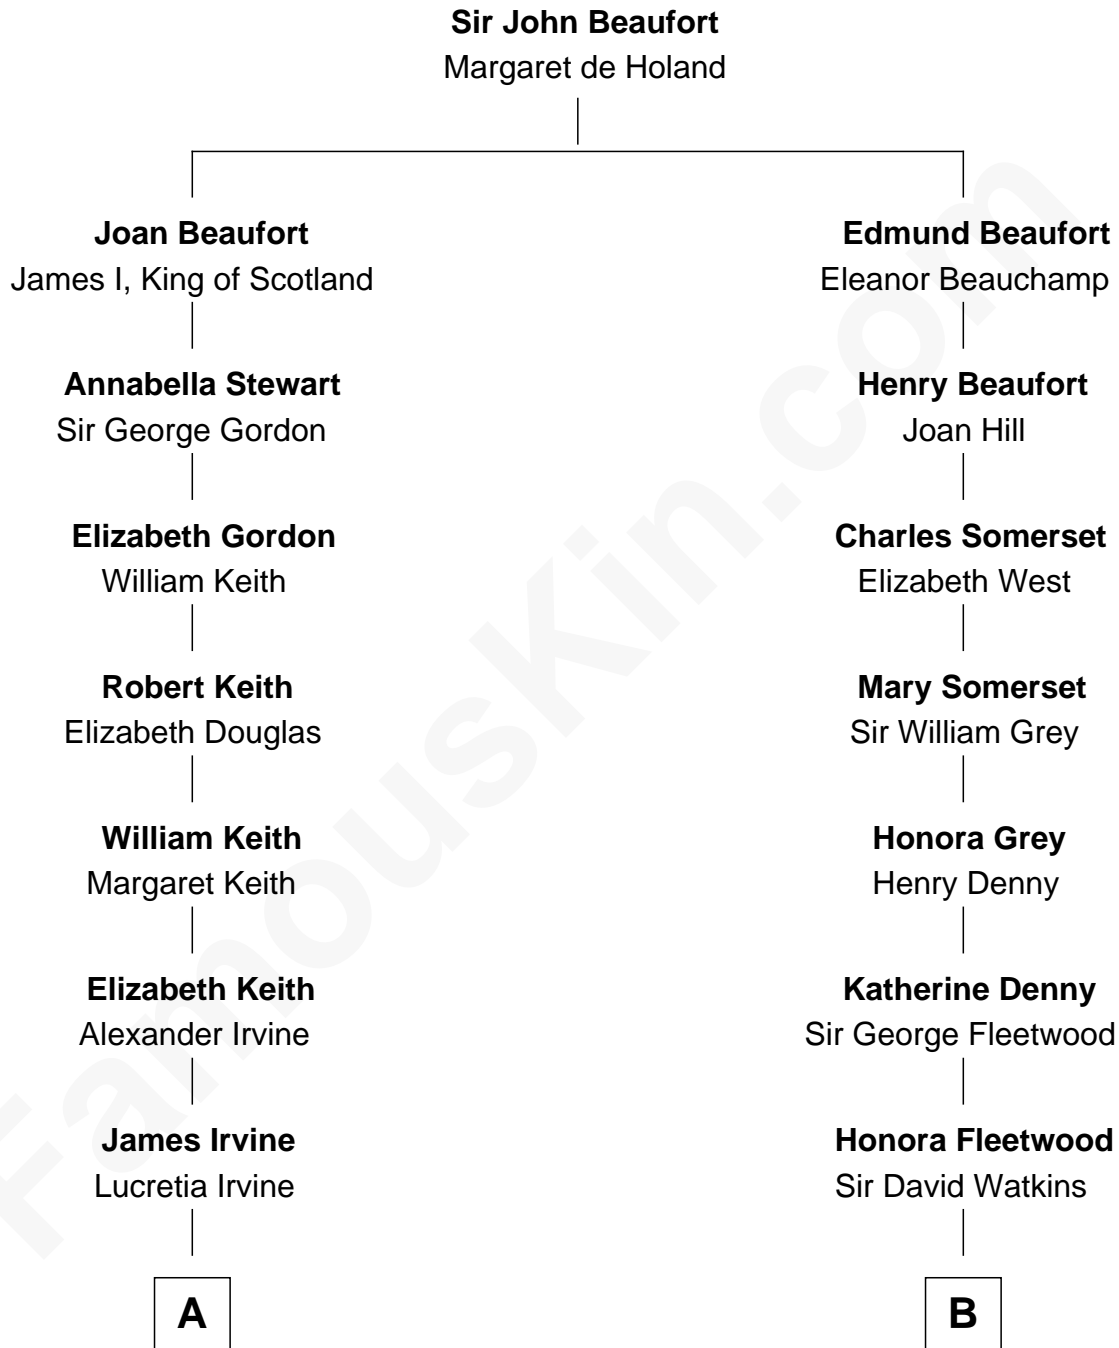 Sir John Beaufort
Margaret de Holand
Joan Beaufort
James I, King of Scotland
Edmund Beaufort
Eleanor Beauchamp
Annabella Stewart
Sir George Gordon
Henry Beaufort
Joan Hill
Elizabeth Gordon
William Keith
Charles Somerset
Elizabeth West
Robert Keith
Elizabeth Douglas
Mary Somerset
Sir William Grey
William Keith
Margaret Keith
Honora Grey
Henry Denny
Elizabeth Keith
Alexander Irvine
Katherine Denny
Sir George Fleetwood
James Irvine
Lucretia Irvine
Honora Fleetwood
Sir David Watkins
A
B
FamousKin.com